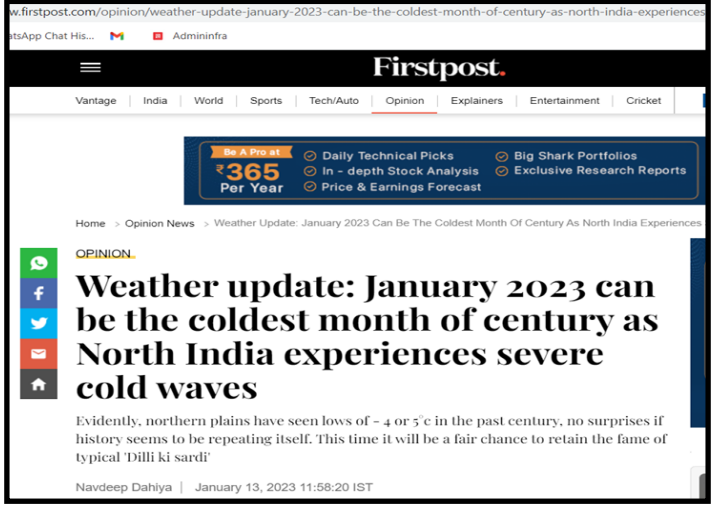 w.firstpost.com/opinion/weather-update-january-2023-can-be-the-coldest-month-of-century-as-north-india-experiences
atsApp Chat His... Admininfra
Firstpost.
Vantage India World Sports Tech/Auto Opinion Explainers Entertainment Cricket
Be A Pro at
₹365
Per Year
Daily Technical Picks
In - depth Stock Analysis
Price & Earnings Forecast
Big Shark Portfolios
Exclusive Research Reports
Home > Opinion News > Weather Update: January 2023 Can Be The Coldest Month Of Century As North India Experiences
OPINION
Weather update: January 2023 can
be the coldest month of century as
North India experiences severe
cold waves
Evidently, northern plains have seen lows of - 4 or 5°c in the past century, no surprises if
history seems to be repeating itself. This time it will be a fair chance to retain the fame of
typical 'Dilli ki sardi'
Navdeep Dahiya | January 13, 2023 11:58:20 IST